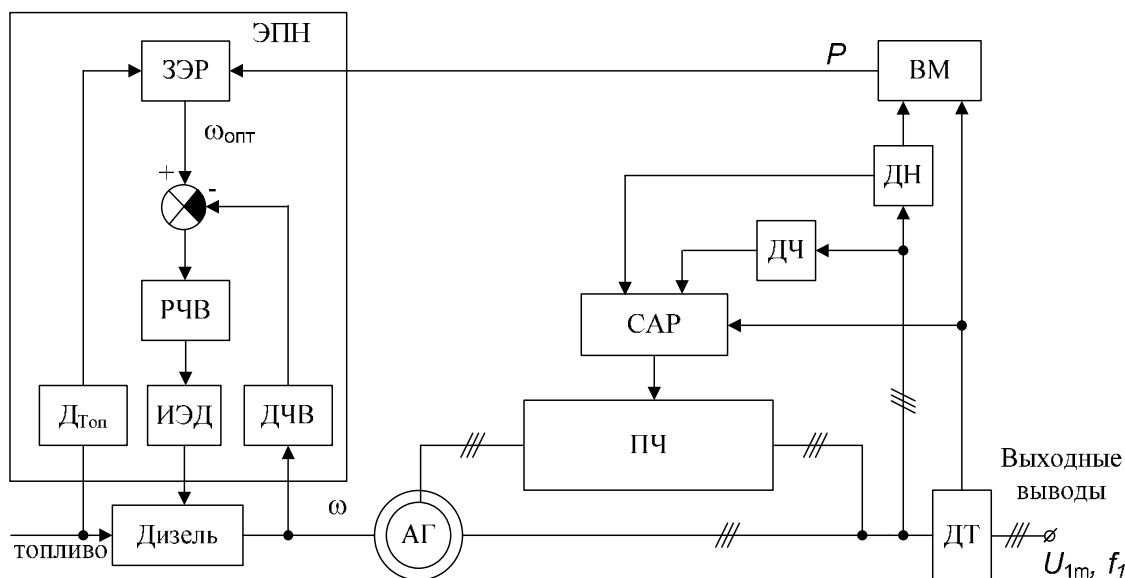 ЭПН
ЗЭР
P
ВМ
ωопт
+
-
ДН
ДЧ
РЧВ
САР
ДТоп
ИЭД
ДЧВ
ПЧ
Выходные
выводы
ω
Дизель
АГ
ДТ
топливо
U1m, f1